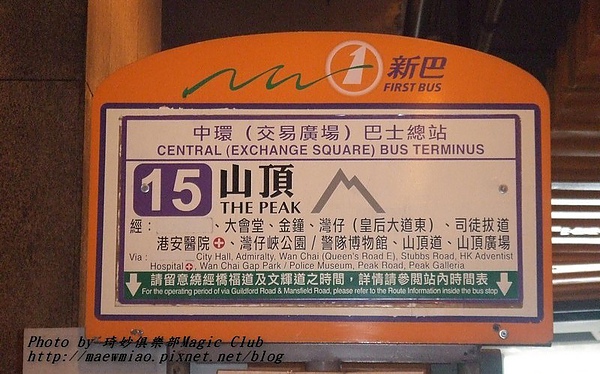 1 新巴
FIRST BUS
中環（交易廣場）巴士總站
CENTRAL (EXCHANGE SQUARE) BUS TERMINUS
15 山頂
THE PEAK
經： 、大會堂、金鐘、灣仔（皇后大道東）、司徒拔道
港安醫院、灣仔峽公園 / 警隊博物館、山頂道、山頂廣場
Via : City Hall, Admiralty, Wan Chai (Queen's Road E), Stubbs Road, HK Adventist
Hospital, Wan Chai Gap Park / Police Museum, Peak Road, Peak Galleria
請留意繞經橋福道及文輝道之時間，詳情請參閱站內時間表
For the operating period of via Guildford Road & Mansfield Road, please refer to the Route Information inside the bus stop
Photo by 琦妙俱樂部Magic Club
http://maewmiao.pixnet.net/blog